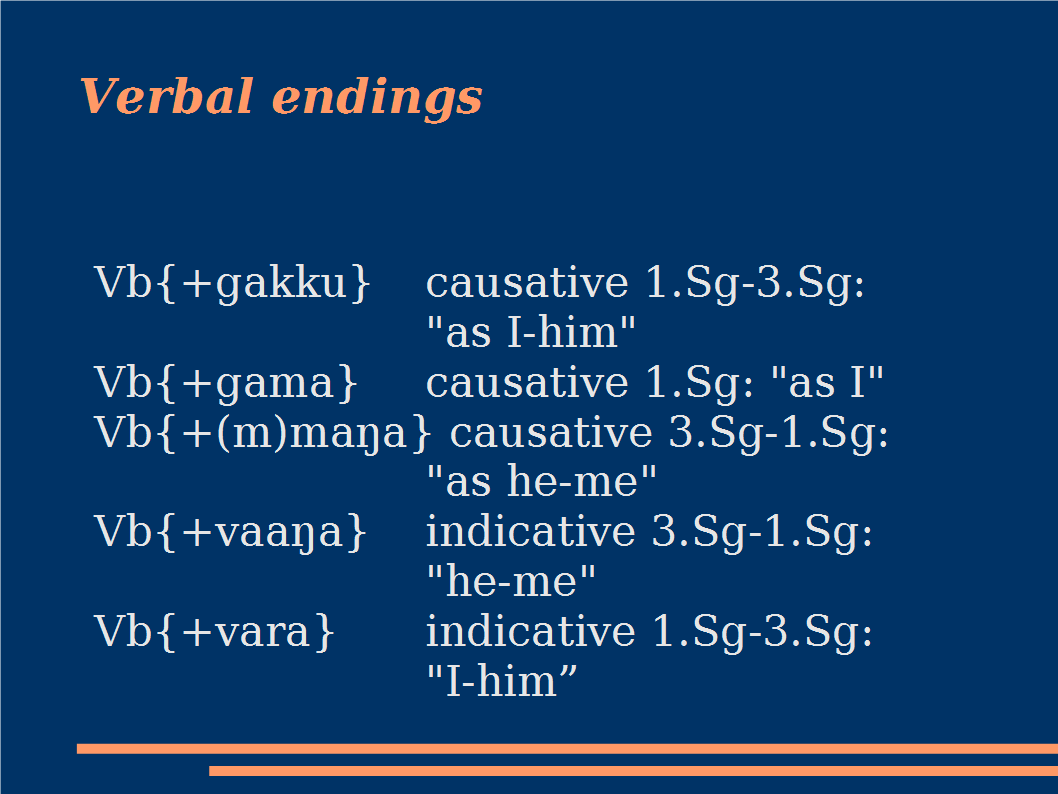 Verbal endings
Vb{+gakku} causative 1.Sg-3.Sg:
"as I-him"
Vb{+gama} causative 1.Sg: "as I"
Vb{+(m)maŋa} causative 3.Sg-1.Sg:
"as he-me"
Vb{+vaaŋa} indicative 3.Sg-1.Sg:
"he-me"
Vb{+vara} indicative 1.Sg-3.Sg:
"I-him”